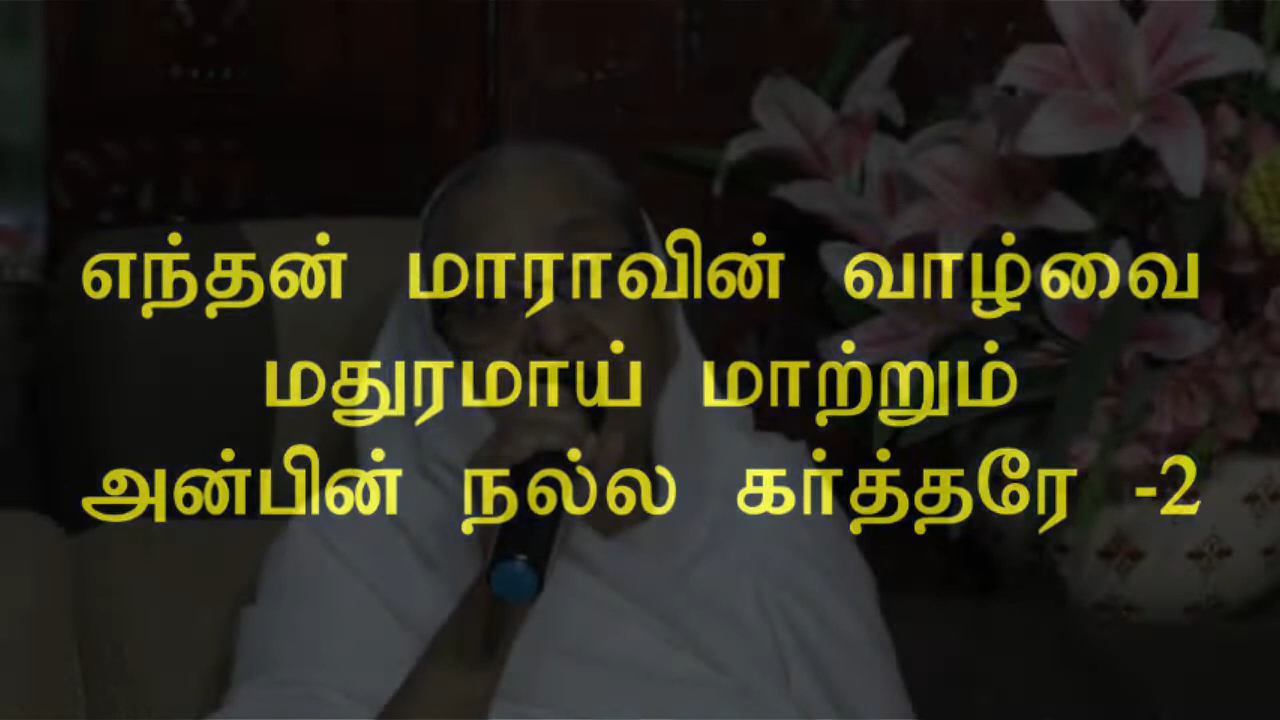 எந்தன் மாராவின் வாழ்வை
மதுரமாய் மாற்றும்
அன்பின் நல்ல கர்த்தரே -2